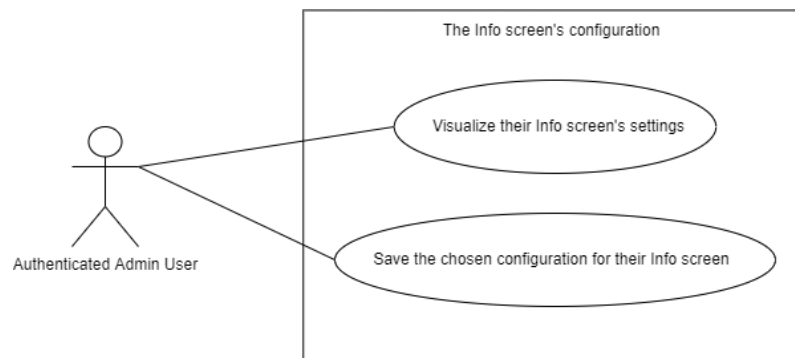 The Info screen's configuration
Visualize their Info screen's settings
Save the chosen configuration for their Info screen
Authenticated Admin User